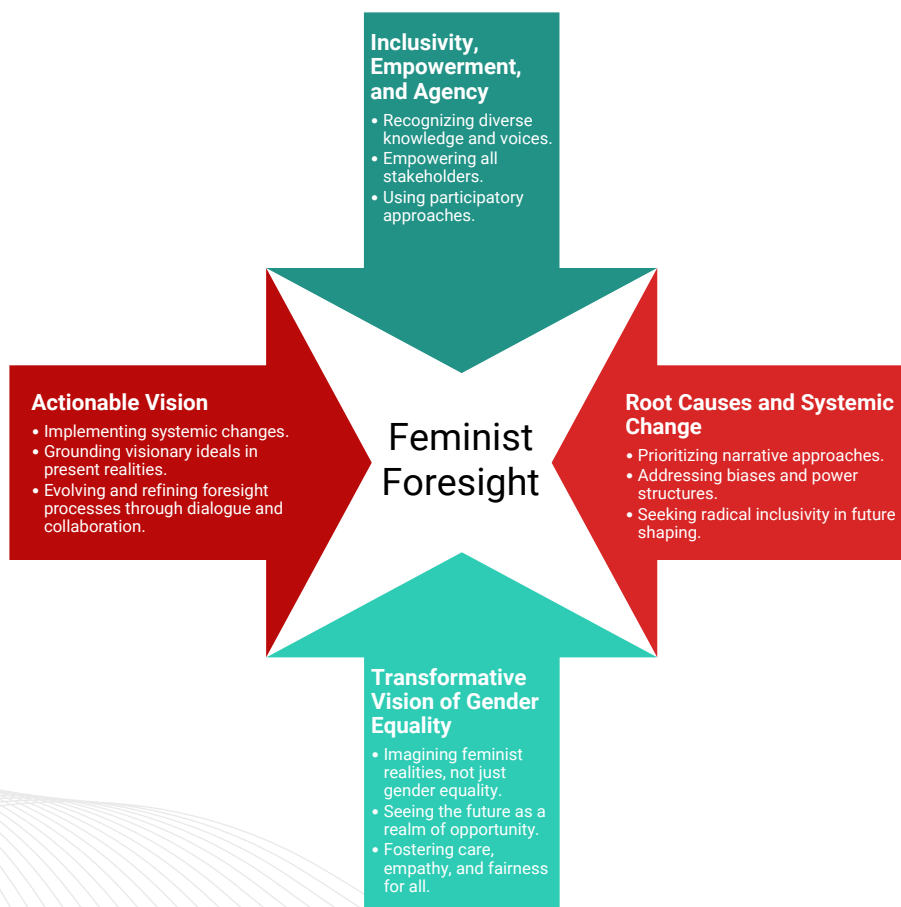 Inclusivity,
Empowerment,
and Agency
• Recognizing diverse
knowledge and voices.
• Empowering all
stakeholders.
• Using participatory
approaches.
Actionable Vision
• Implementing systemic changes.
• Grounding visionary ideals in
present realities.
• Evolving and refining foresight
processes through dialogue and
collaboration.
Feminist
Foresight
Root Causes and Systemic
Change
• Prioritizing narrative approaches.
• Addressing biases and power
structures.
• Seeking radical inclusivity in future
shaping.
Transformative
Vision of Gender
Equality
• Imagining feminist
realities, not just
gender equality.
• Seeing the future as a
realm of opportunity.
• Fostering care,
empathy, and fairness
for all.